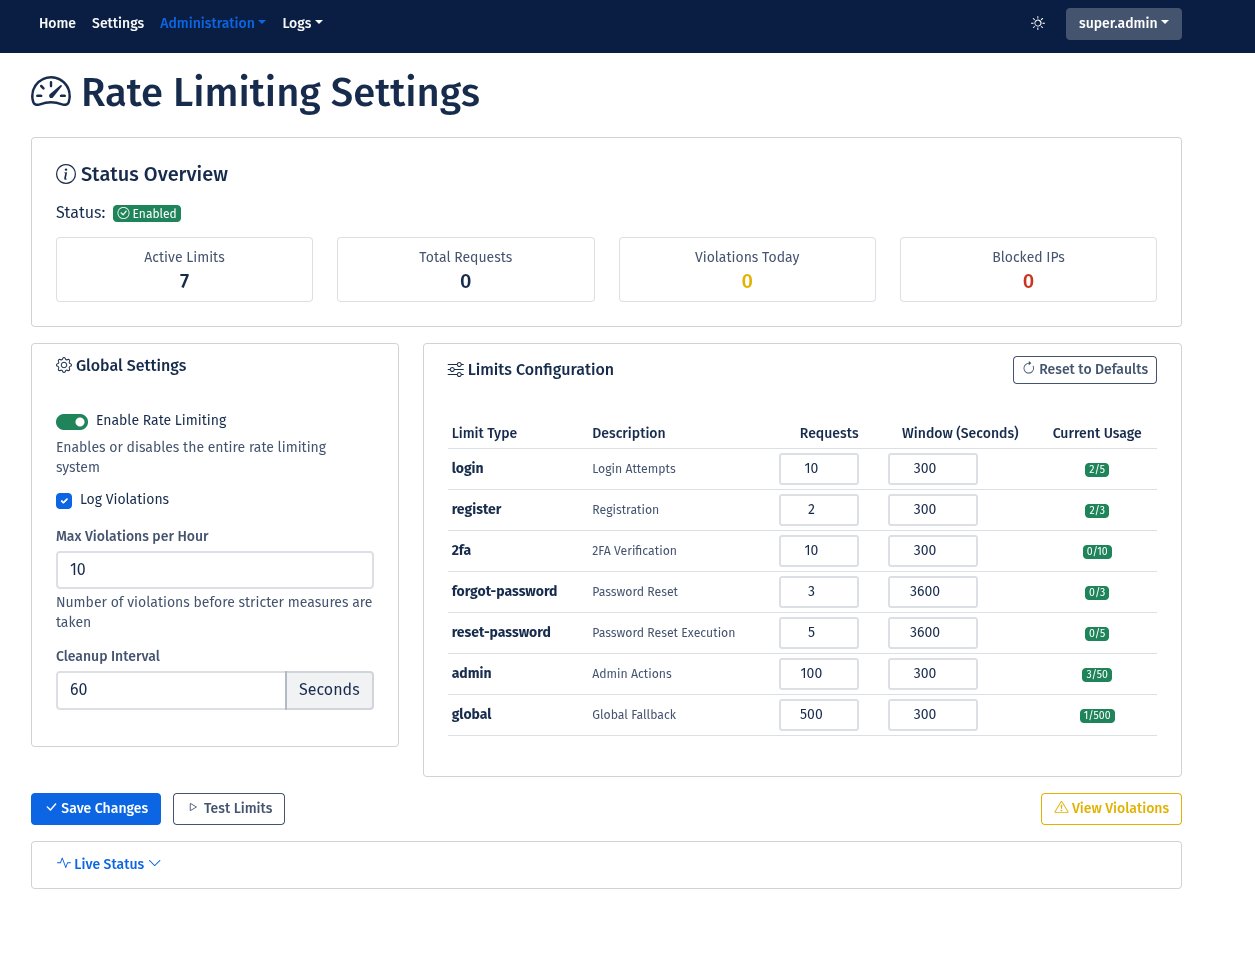 Home Settings Administration Logs super.admin
Rate Limiting Settings
Status Overview
Status: Enabled
Active Limits Total Requests Violations Today Blocked IPs
7 0 0 0
Global Settings
Enable Rate Limiting
Enables or disables the entire rate limiting
system
Log Violations
Max Violations per Hour
10
Number of violations before stricter measures are
taken
Cleanup Interval
60 Seconds
Limits Configuration Reset to Defaults
Limit Type Description Requests Window (Seconds) Current Usage
login Login Attempts 10 300 2/5
register Registration 2 300 2/3
2fa 2FA Verification 10 300 0/10
forgot-password Password Reset 3 3600 0/3
reset-password Password Reset Execution 5 3600 0/5
admin Admin Actions 100 300 3/50
global Global Fallback 500 300 1/500
Save Changes Test Limits View Violations
Live Status